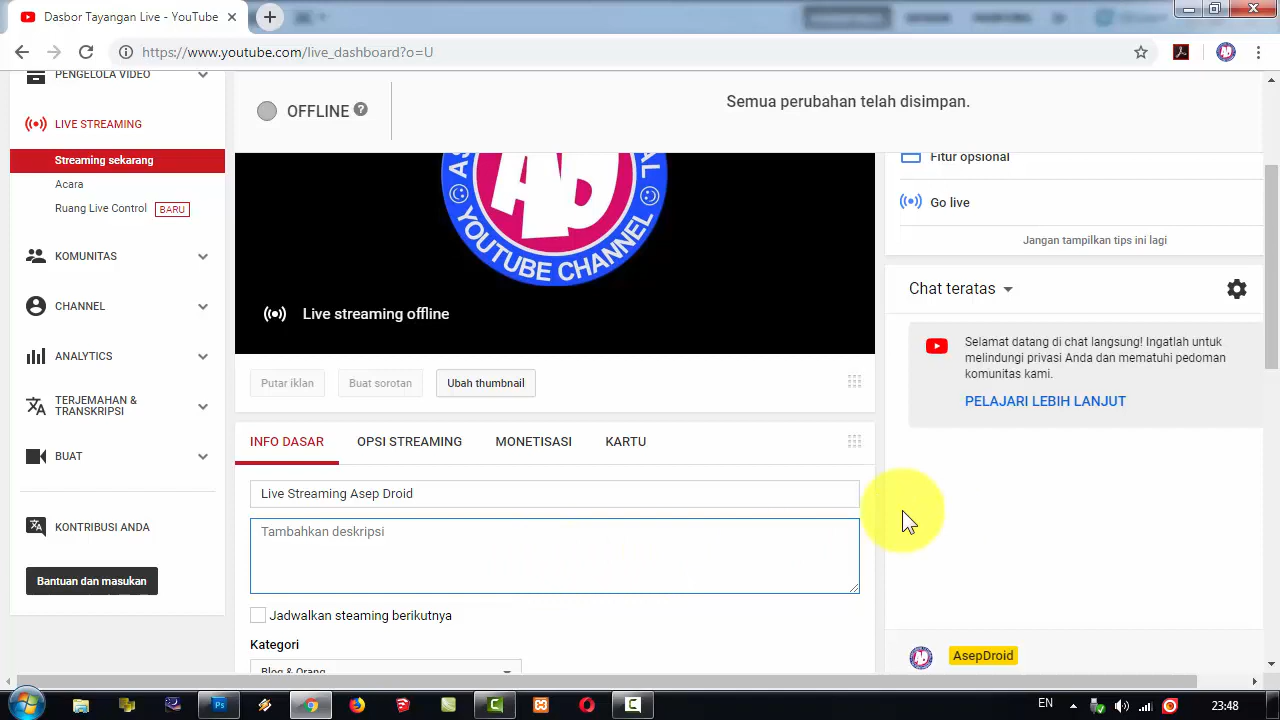 Dasbor Tayangan Live - YouTube
https://www.youtube.com/live_dashboard?o=U
PENGELOLA VIDEO
LIVE STREAMING
Streaming sekarang
Acara
Ruang Live Control BARU
KOMUNITAS
CHANNEL
ANALYTICS
TERJEMAHAN &
TRANSKRIPSI
BUAT
KONTRIBUSI ANDA
Bantuan dan masukan
OFFLINE ?
Semua perubahan telah disimpan.
AD
YOUTUBE CHANNEL
Live streaming offline
Putar iklan
Buat sorotan
Ubah thumbnail
INFO DASAR
OPSI STREAMING
MONETISASI
KARTU
Live Streaming Asep Droid
Tambahkan deskripsi
Jadwalkan steaming berikutnya
Kategori
Blog & Orang
Fitur opsional
Go live
Jangan tampilkan tips ini lagi
Chat teratas
Selamat datang di chat langsung! Ingatlah untuk
melindungi privasi Anda dan mematuhi pedoman
komunitas kami.
PELAJARI LEBIH LANJUT
AsepDroid
EN
23:48